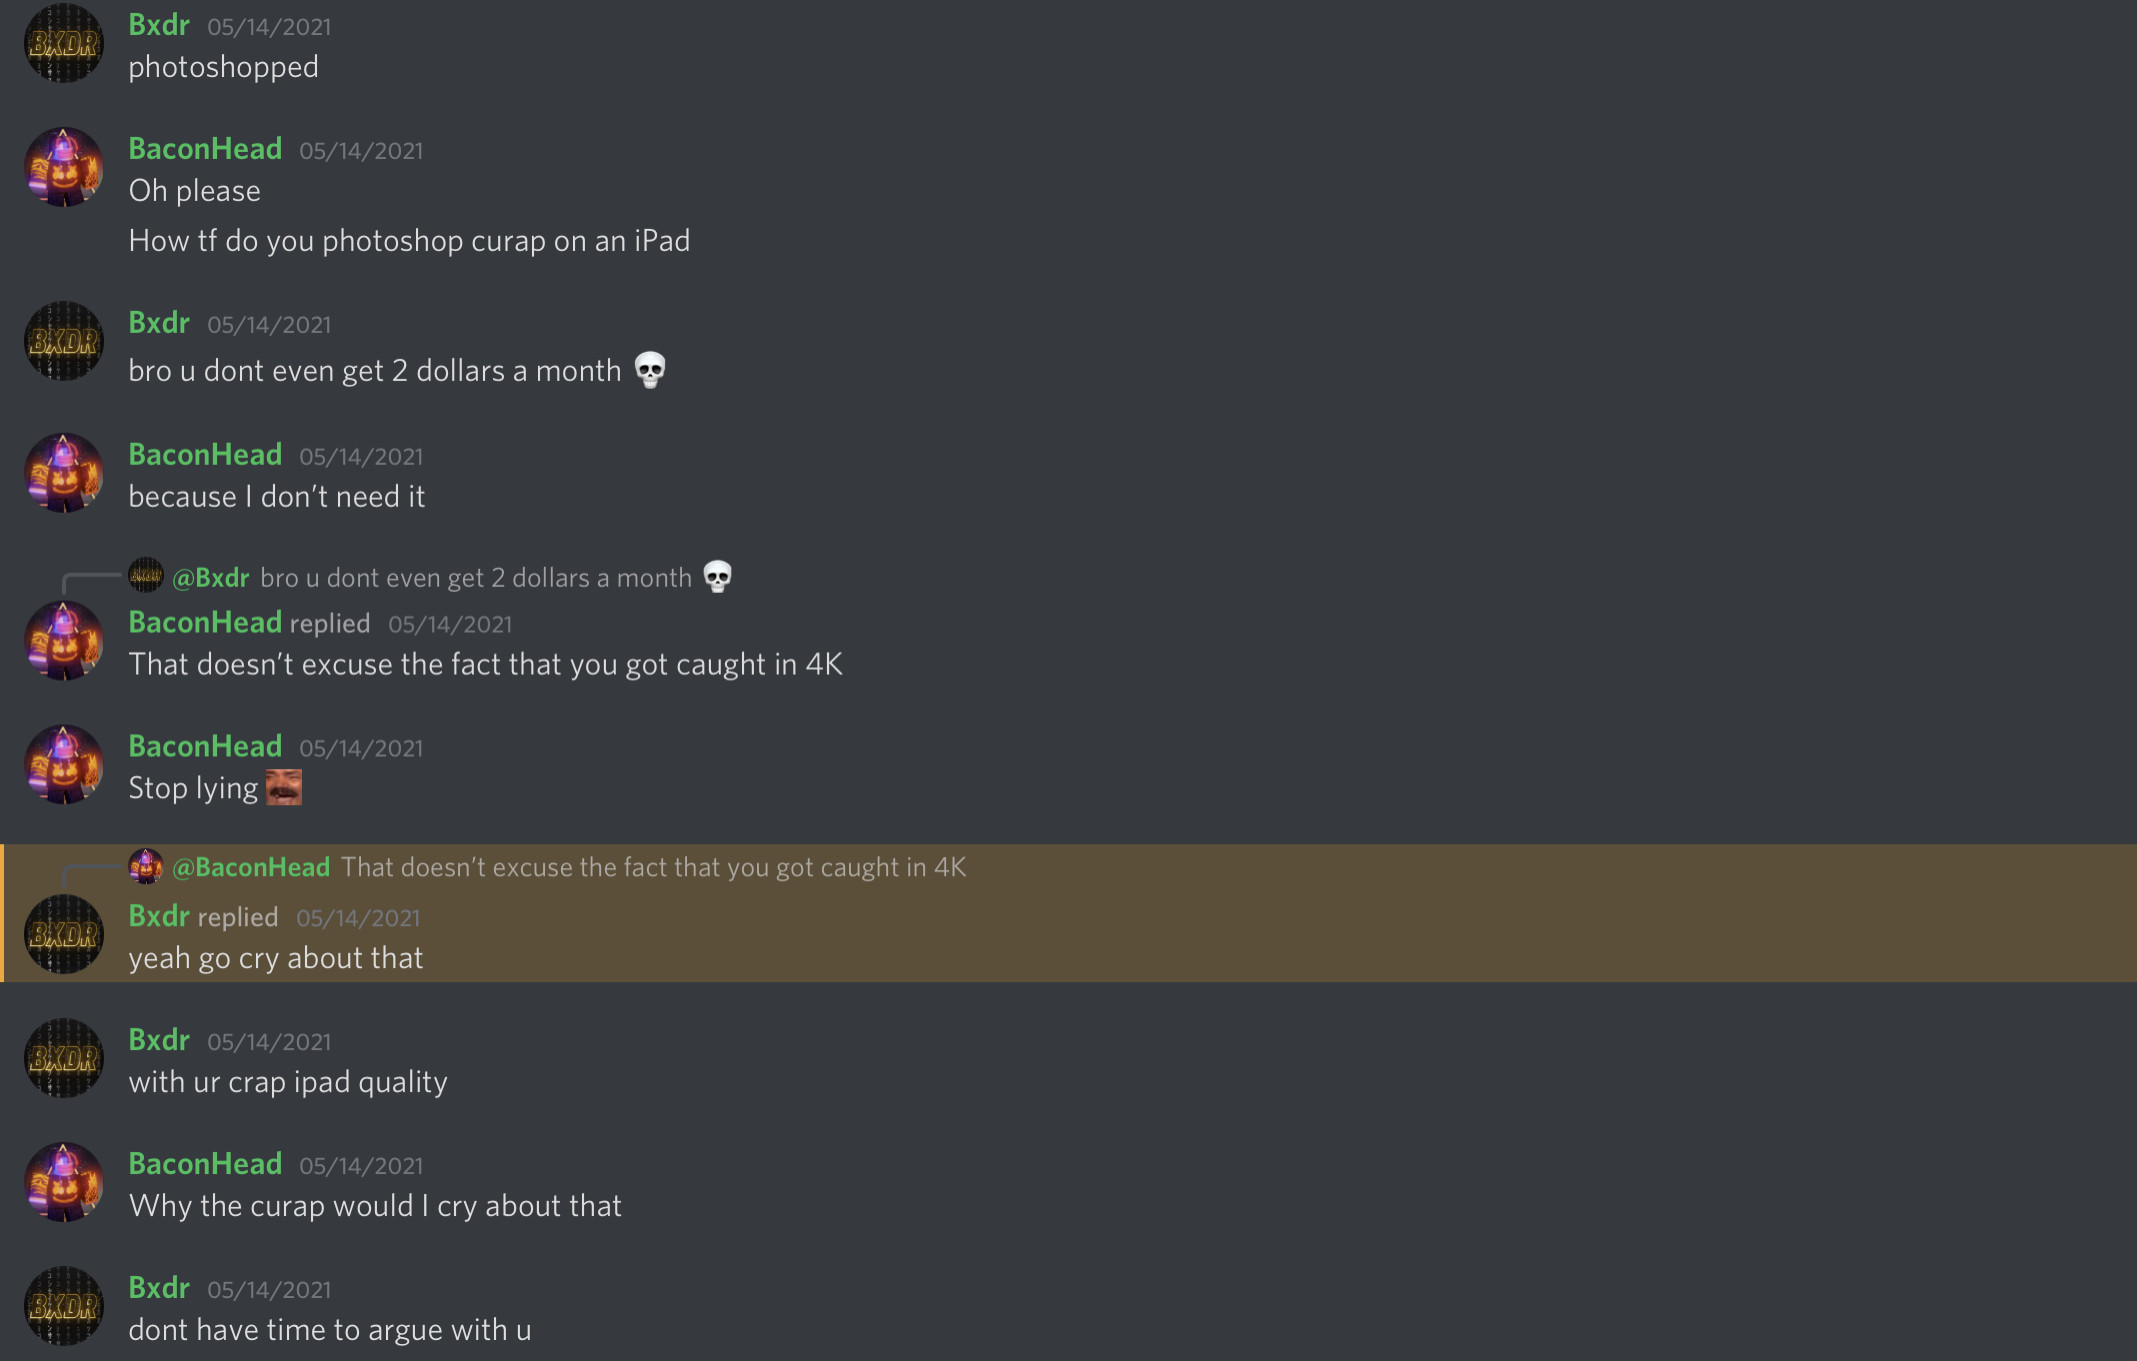 Bxdr 05/14/2021
photoshopped
BaconHead 05/14/2021
Oh please
How tf do you photoshop curap on an iPad
Bxdr 05/14/2021
bro u dont even get 2 dollars a month 💀
BaconHead 05/14/2021
because I don’t need it
@Bxdr bro u dont even get 2 dollars a month 💀
BaconHead replied 05/14/2021
That doesn’t excuse the fact that you got caught in 4K
BaconHead 05/14/2021
Stop lying
@BaconHead That doesn’t excuse the fact that you got caught in 4K
Bxdr replied 05/14/2021
yeah go cry about that
Bxdr 05/14/2021
with ur crap ipad quality
BaconHead 05/14/2021
Why the curap would I cry about that
Bxdr 05/14/2021
dont have time to argue with u
BXDR
BXDR
BXDR
BXDR
BXDR